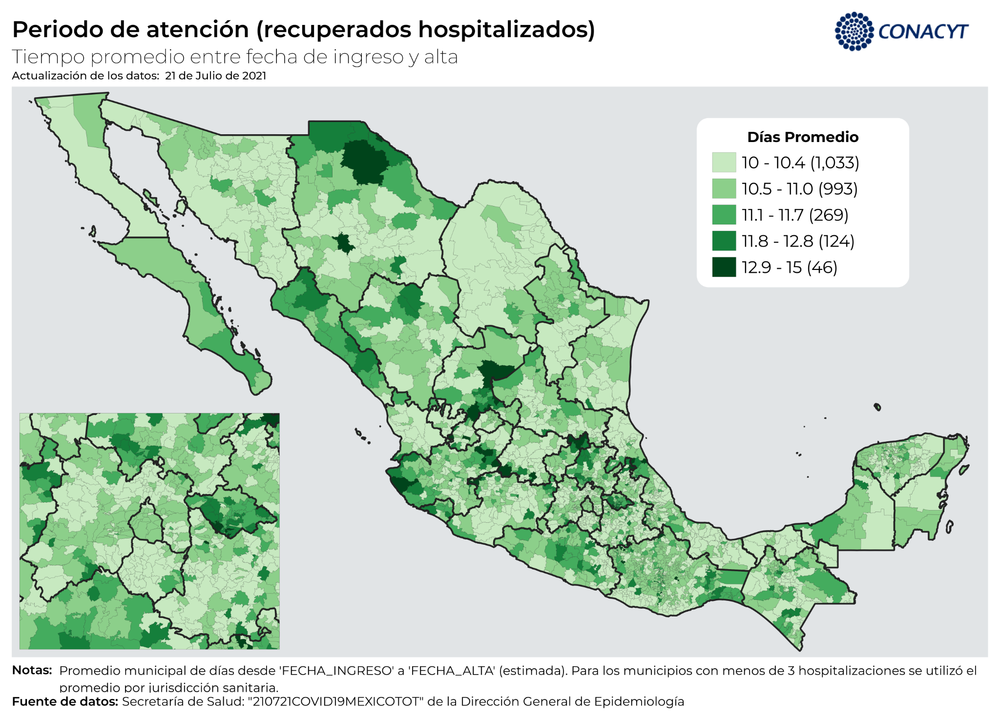 Periodo de atención (recuperados hospitalizados)
CONACYT
Tiempo promedio entre fecha de ingreso y alta
Actualización de los datos: 21 de Julio de 2021
Días Promedio
10 - 10.4 (1,033)
10.5 - 11.0 (993)
11.1 - 11.7 (269)
11.8 - 12.8 (124)
12.9 - 15 (46)
Notas: Promedio municipal de días desde 'FECHA_INGRESO' a 'FECHA_ALTA' (estimada). Para los municipios con menos de 3 hospitalizaciones se utilizó el
promedio por jurisdicción sanitaria.
Fuente de datos: Secretaría de Salud: "210721COVID19MEXICOTOT" de la Dirección General de Epidemiología